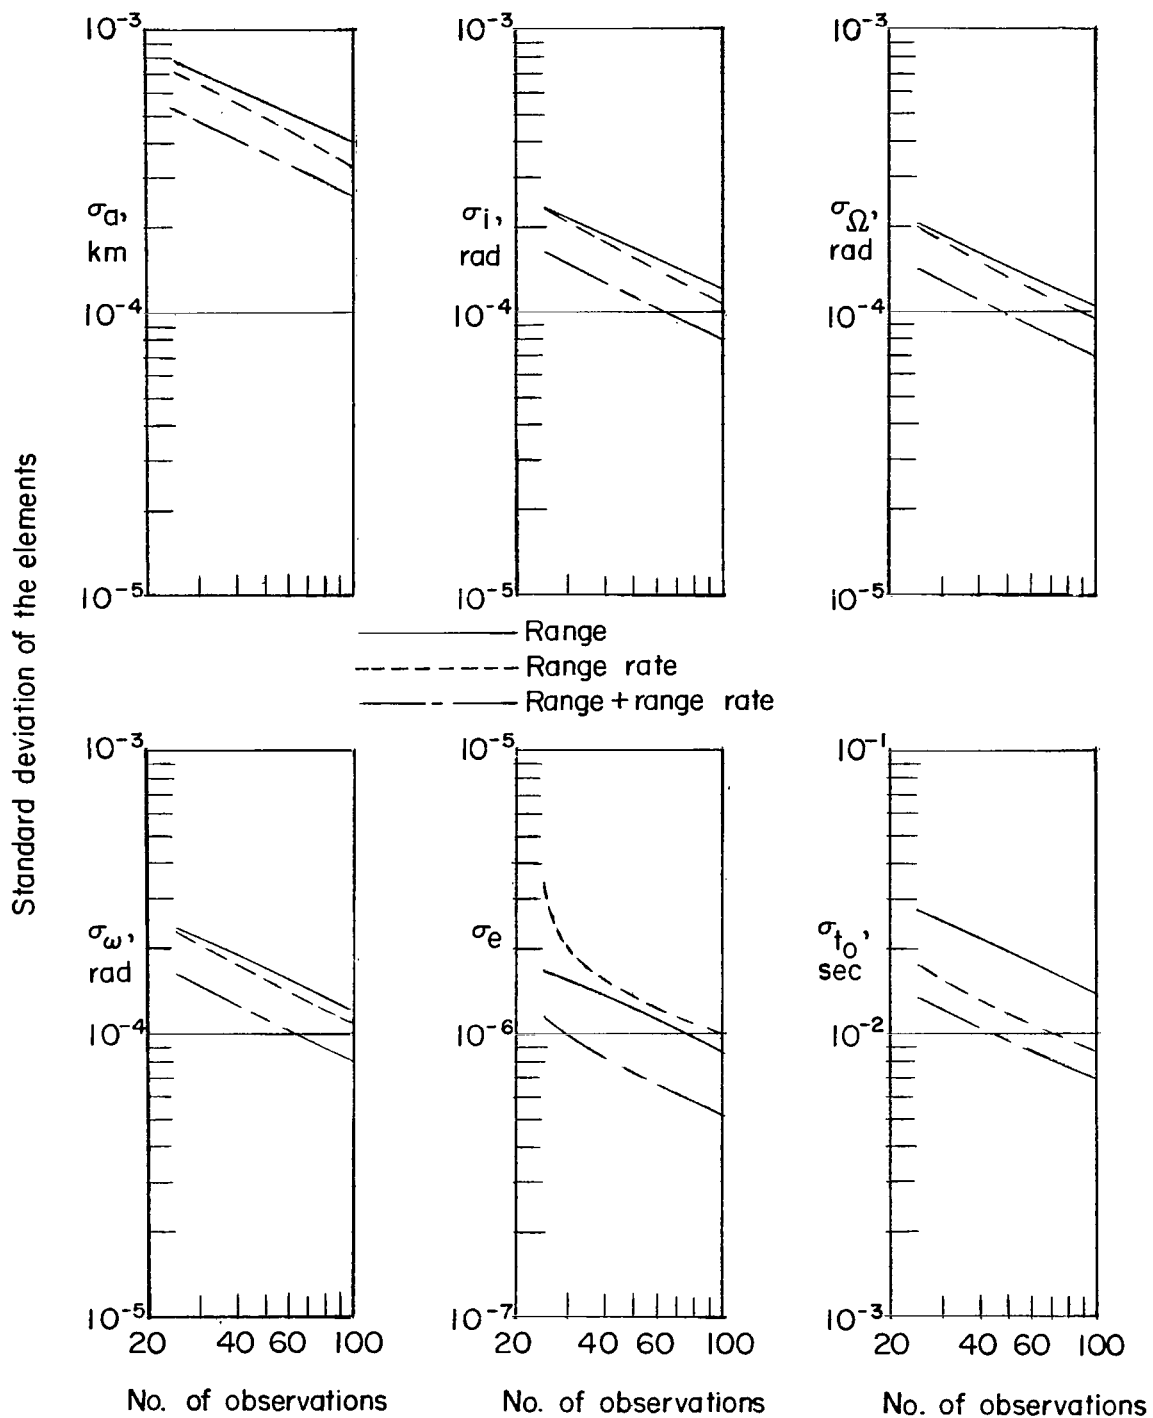 Standard deviation of the elements
10⁻³
σa,
km
10⁻⁴
10⁻⁵
10⁻³
σi,
rad
10⁻⁴
10⁻⁵
10⁻³
σΩ,
rad
10⁻⁴
10⁻⁵
Range
Range rate
Range + range rate
10⁻³
σω,
rad
10⁻⁴
10⁻⁵
20 40 60 100
No. of observations
10⁻⁵
σe
10⁻⁶
10⁻⁷
20 40 60 100
No. of observations
10⁻¹
σt₀,
sec
10⁻²
10⁻³
20 40 60 100
No. of observations